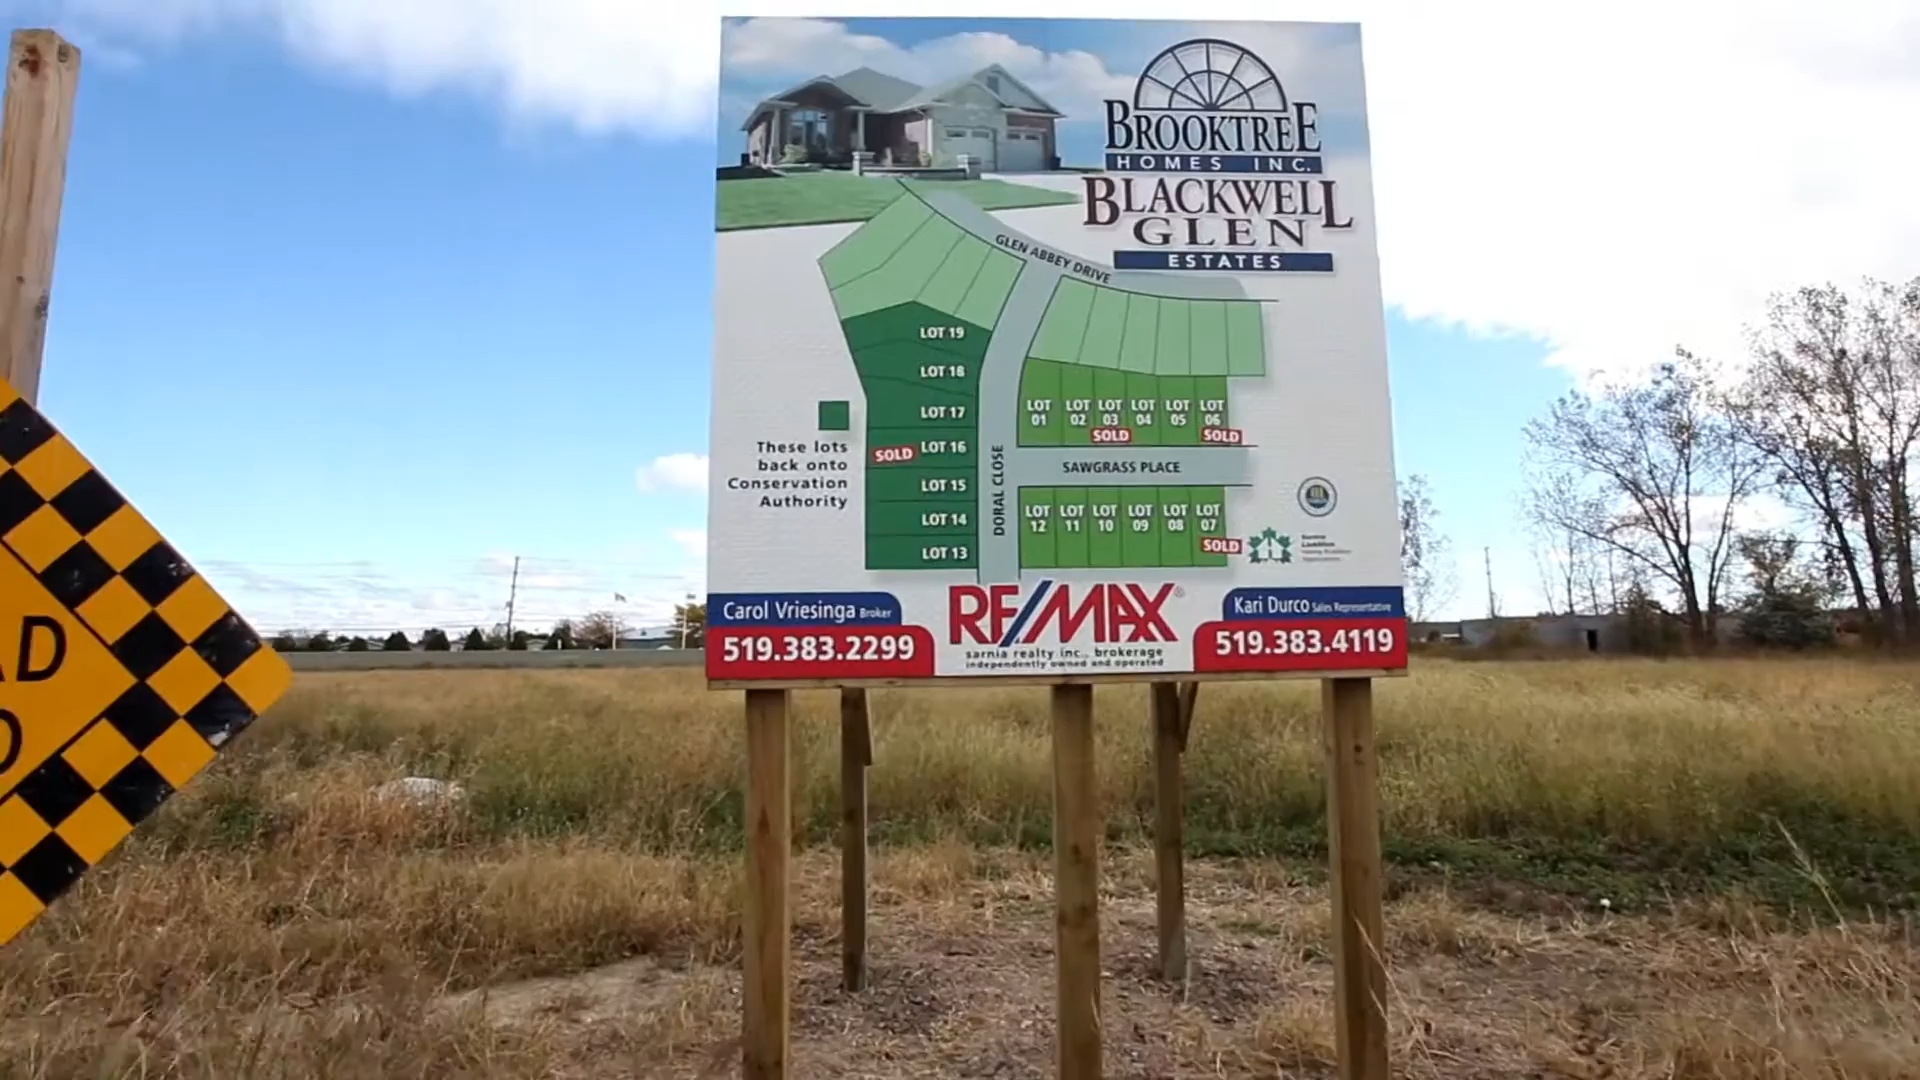 BROOKTREE
HOMES INC.
BLACKWELL
GLEN
ESTATES
GLEN ABBEY DRIVE
LOT 19
LOT 18
LOT 17
SOLD LOT 16
LOT 15
LOT 14
LOT 13
These lots
back onto
Conservation
Authority
DORAL CLOSE
LOT 01
LOT 02
LOT 03
SOLD
LOT 04
LOT 05
LOT 06
SOLD
SAWGRASS PLACE
LOT 12
LOT 11
LOT 10
LOT 09
LOT 08
LOT 07
SOLD
Carol Vriesinga Broker
519.383.2299
RE/MAX
sarnia realty inc., brokerage
independently owned and operated
Kari Durco Sales Representative
519.383.4119